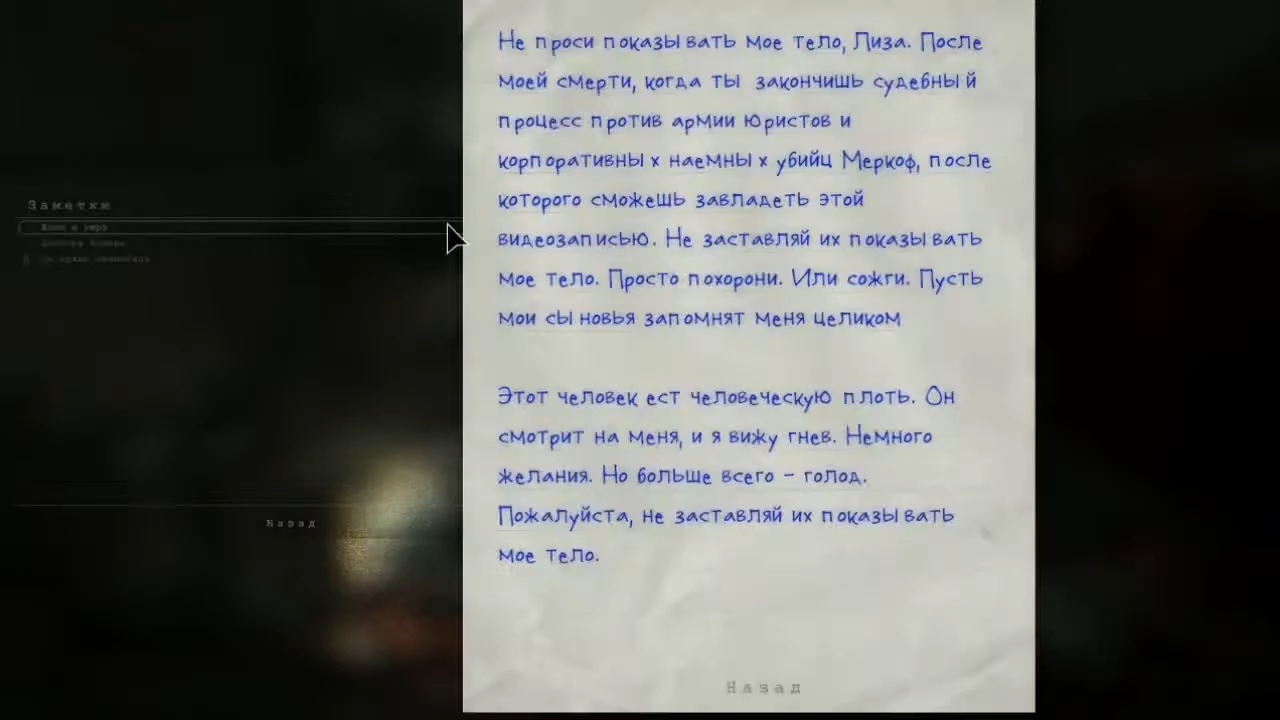 Не проси показывать мое тело, Лиза. После
моей смерти, когда ты закончишь судебный
процесс против армии юристов и
корпоративных наемных убийц Меркоф, после
которого сможешь завладеть этой
видеозаписью. Не заставляй их показывать
мое тело. Просто похорони. Или сожги. Пусть
мои сыновья запомнят меня целиком
Этот человек ест человеческую плоть. Он
смотрит на меня, и я вижу гнев. Немного
желания. Но больше всего – голод.
Пожалуйста, не заставляй их показывать
мое тело.
Назад
Заметки
Назад